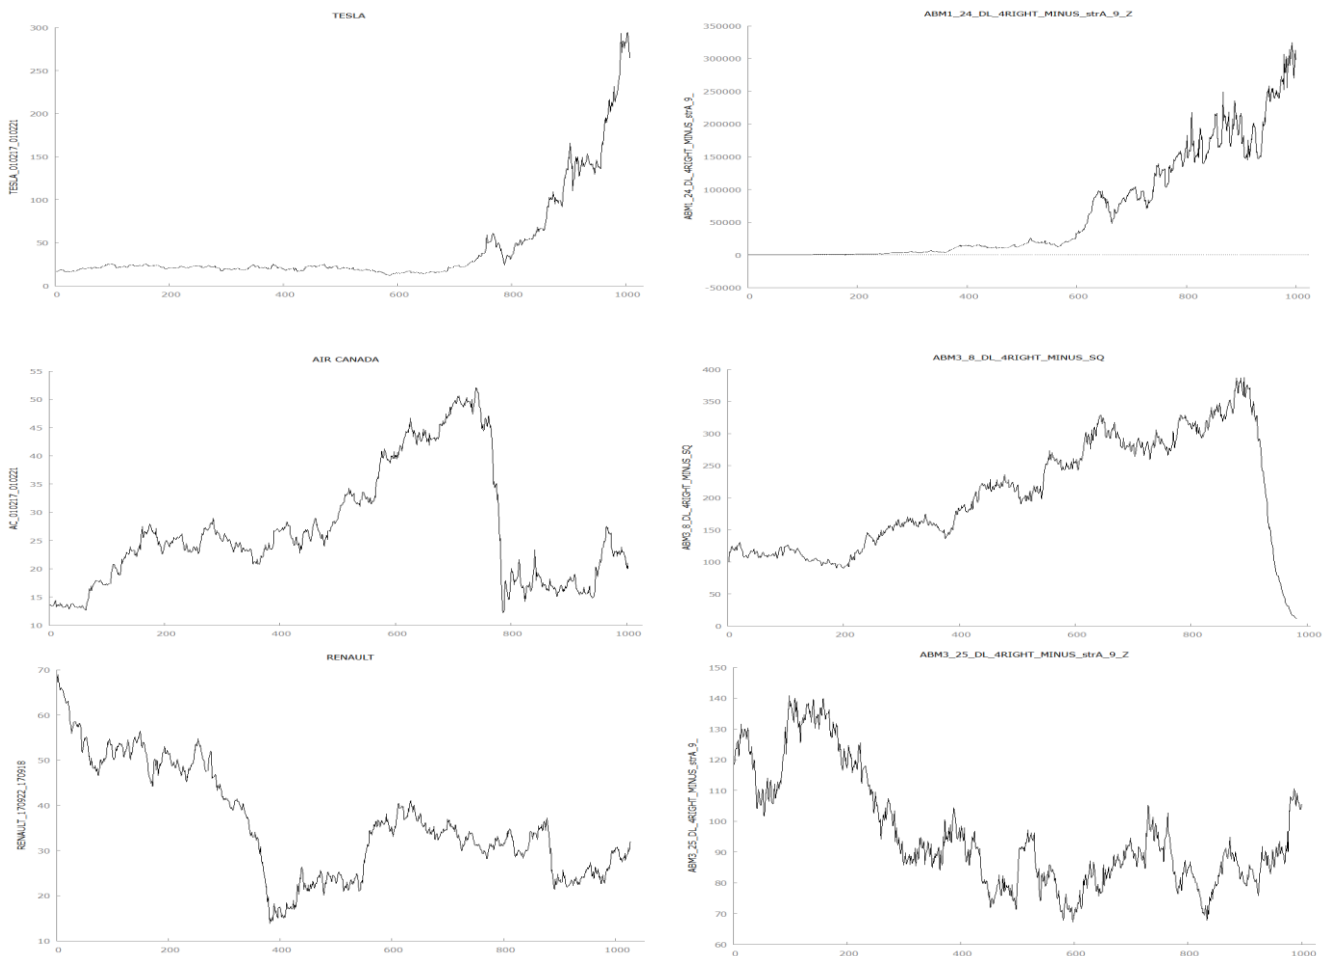 TESLA
TESLA_010217_010221
300
250
200
150
100
50
0
0 200 400 600 800 1000
ABM1_24_DL_4RIGHT_MINUS_strA_9_Z
ABM1_24_DL_4RIGHT_MINUS_strA_9_
350000
300000
250000
200000
150000
100000
50000
0
-50000
0 200 400 600 800 1000
AIR CANADA
AC_010217_010221
55
50
45
40
35
30
25
20
15
10
0 200 400 600 800 1000
ABM3_8_DL_4RIGHT_MINUS_SQ
ABM3_8_DL_4RIGHT_MINUS_SQ
400
350
300
250
200
150
100
50
0
0 200 400 600 800 1000
RENAULT
RENAULT_170922_170918
70
60
50
40
30
20
10
0 200 400 600 800 1000
ABM3_25_DL_4RIGHT_MINUS_strA_9_Z
ABM3_25_DL_4RIGHT_MINUS_strA_9_
150
140
130
120
110
100
90
80
70
60
0 200 400 600 800 1000